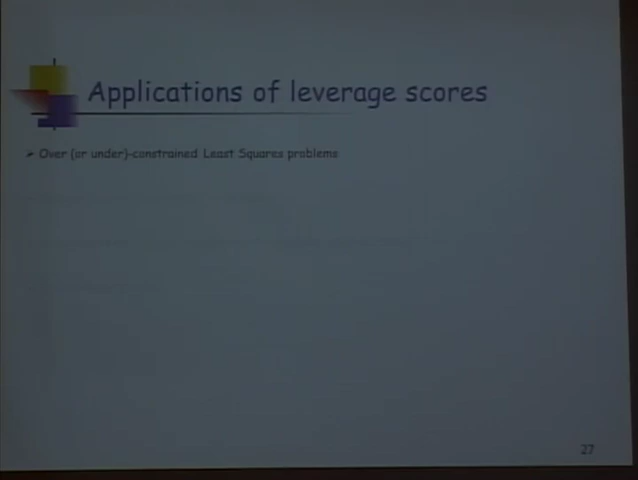 Applications of leverage scores
➢ Over (or under)-constrained Least Squares problems
27